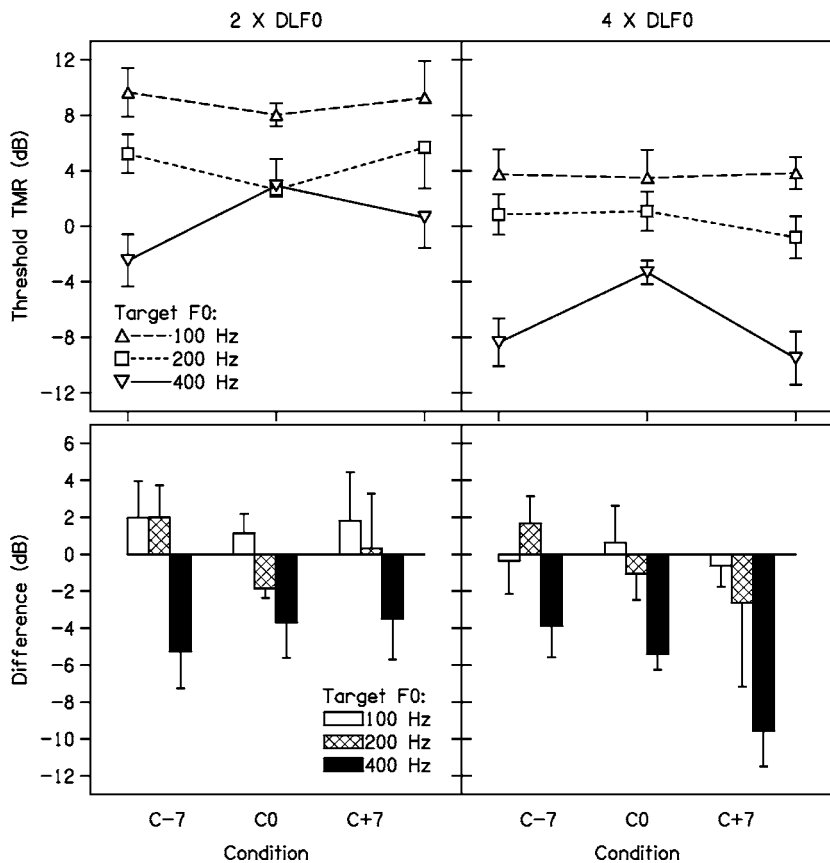 2 X DLF0
4 X DLF0
Threshold TMR (dB)
12
8
4
0
-4
-8
-12
Target F0:
100 Hz
200 Hz
400 Hz
Difference (dB)
6
4
2
0
-2
-4
-6
-8
-10
-12
Target F0:
100 Hz
200 Hz
400 Hz
C-7
C0
C+7
C-7
C0
C+7
Condition
Condition